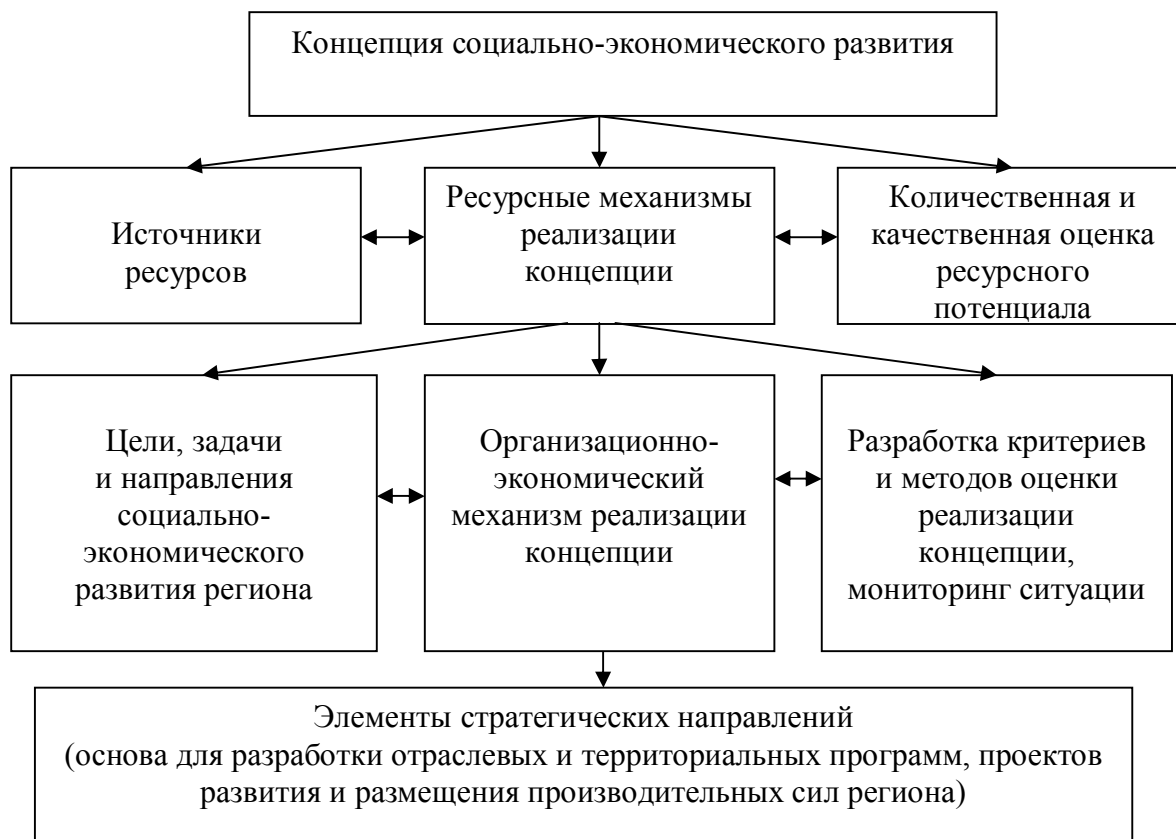 Концепция социально-экономического развития
Источники
ресурсов
Ресурсные механизмы
реализации
концепции
Количественная и
качественная оценка
ресурсного
потенциала
Цели, задачи
и направления
социально-
экономического
развития региона
Организационно-
экономический
механизм реализации
концепции
Разработка критериев
и методов оценки
реализации
концепции,
мониторинг ситуации
Элементы стратегических направлений
(основа для разработки отраслевых и территориальных программ, проектов
развития и размещения производительных сил региона)